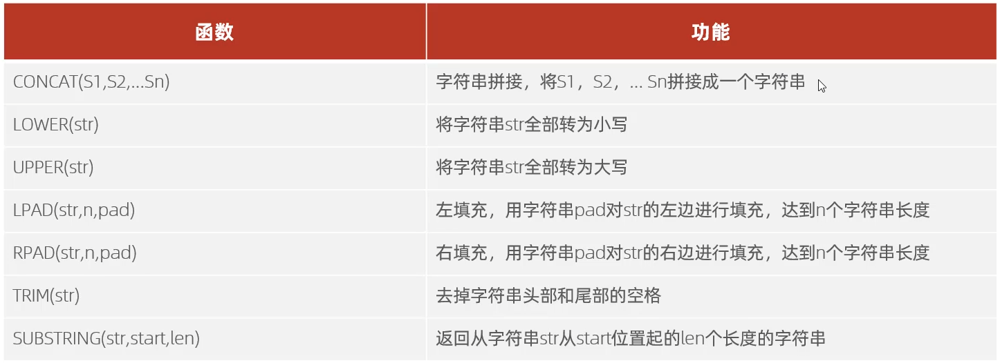 函数
功能
CONCAT(S1,S2,...Sn)
字符串拼接，将S1，S2，... Sn拼接成一个字符串
LOWER(str)
将字符串str全部转为小写
UPPER(str)
将字符串str全部转为大写
LPAD(str,n,pad)
左填充，用字符串pad对str的左边进行填充，达到n个字符串长度
RPAD(str,n,pad)
右填充，用字符串pad对str的右边进行填充，达到n个字符串长度
TRIM(str)
去掉字符串头部和尾部的空格
SUBSTRING(str,start,len)
返回从字符串str从start位置起的len个长度的字符串